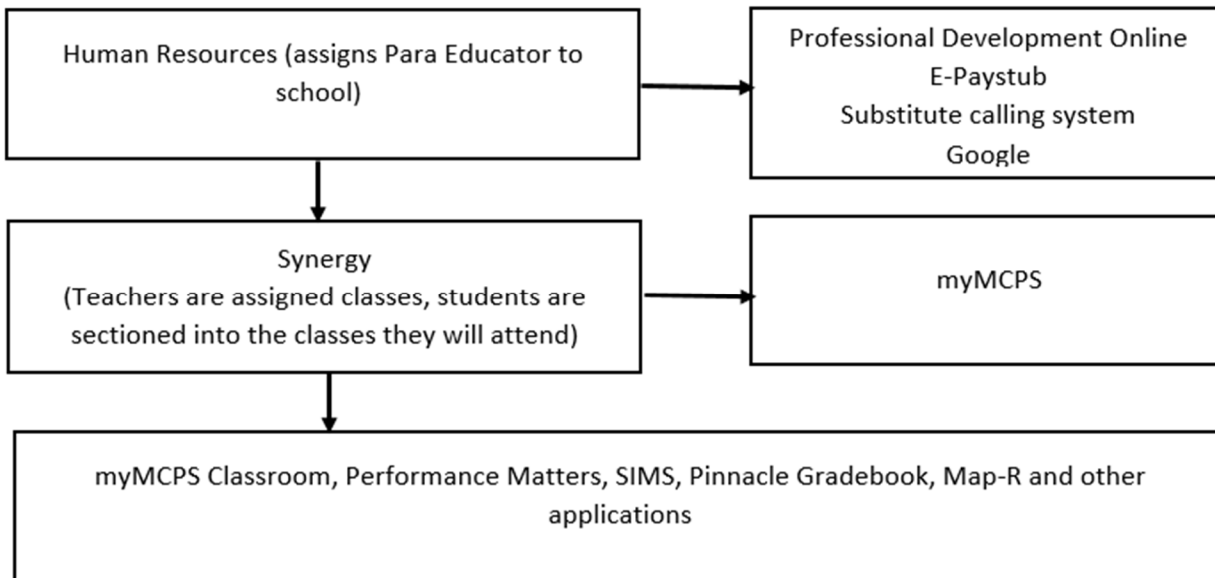 Human Resources (assigns Para Educator to
school)
Professional Development Online
E-Paystub
Substitute calling system
Google
Synergy
(Teachers are assigned classes, students are
sectioned into the classes they will attend)
myMCPS
myMCPS Classroom, Performance Matters, SIMS, Pinnacle Gradebook, Map-R and other
applications